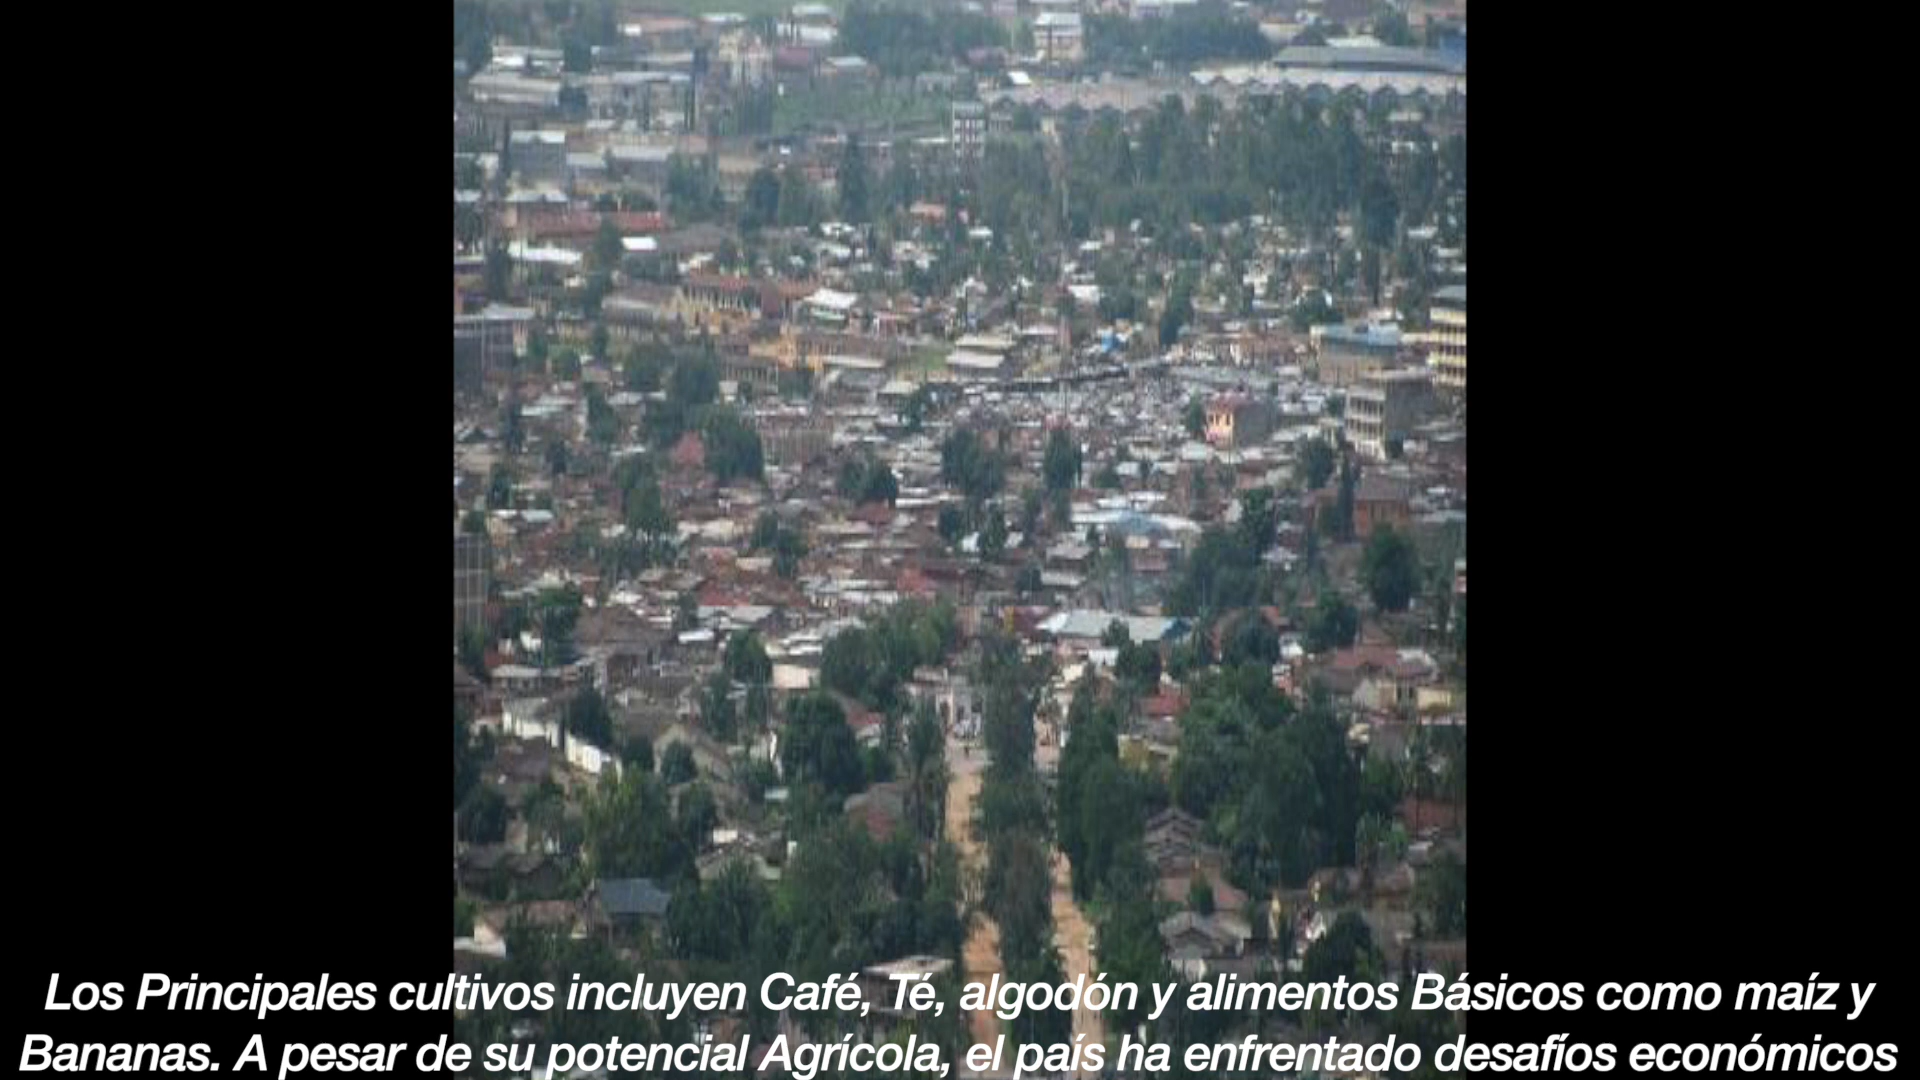 Los Principales cultivos incluyen Café, Té, algodón y alimentos Básicos como maíz y
Bananas. A pesar de su potencial Agrícola, el país ha enfrentado desafíos económicos